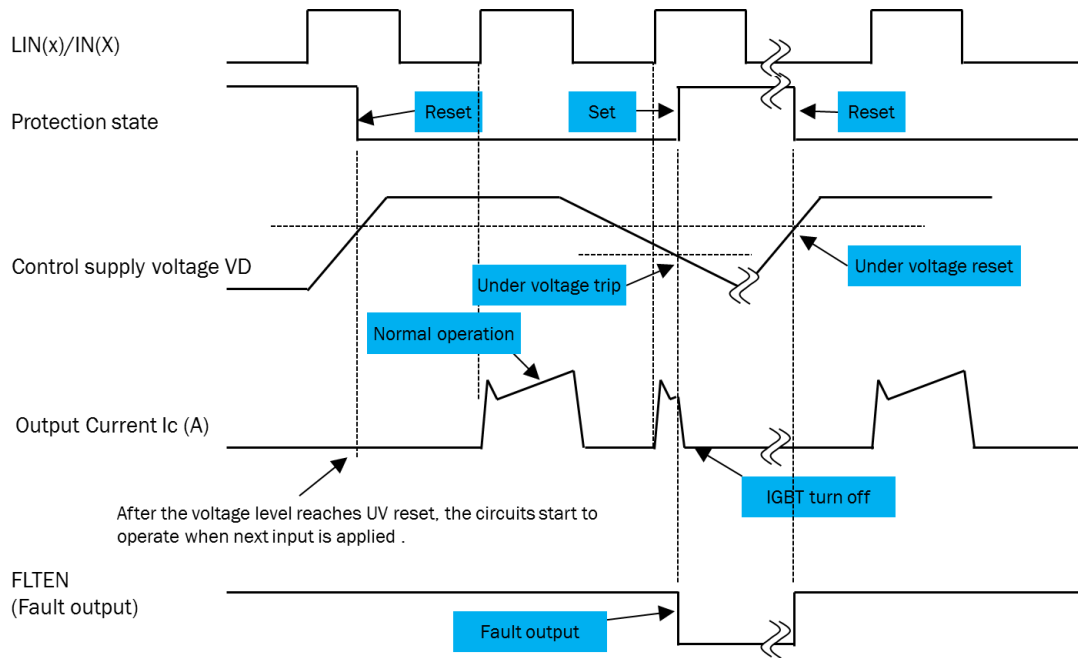 LIN(x)/IN(X)
Reset
Set
Reset
Protection state
Control supply voltage VD
Under voltage trip
Under voltage reset
Normal operation
Output Current Ic (A)
IGBT turn off
After the voltage level reaches UV reset, the circuits start to
operate when next input is applied .
FLTEN
(Fault output)
Fault output